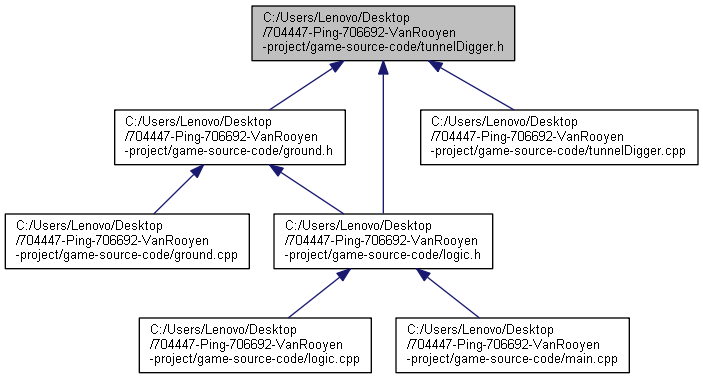 C:/Users/Lenovo/Desktop
/704447-Ping-706692-VanRooyen
-project/game-source-code/tunnelDigger.h
C:/Users/Lenovo/Desktop
/704447-Ping-706692-VanRooyen
-project/game-source-code/ground.h
C:/Users/Lenovo/Desktop
/704447-Ping-706692-VanRooyen
-project/game-source-code/tunnelDigger.cpp
C:/Users/Lenovo/Desktop
/704447-Ping-706692-VanRooyen
-project/game-source-code/ground.cpp
C:/Users/Lenovo/Desktop
/704447-Ping-706692-VanRooyen
-project/game-source-code/logic.h
C:/Users/Lenovo/Desktop
/704447-Ping-706692-VanRooyen
-project/game-source-code/logic.cpp
C:/Users/Lenovo/Desktop
/704447-Ping-706692-VanRooyen
-project/game-source-code/main.cpp